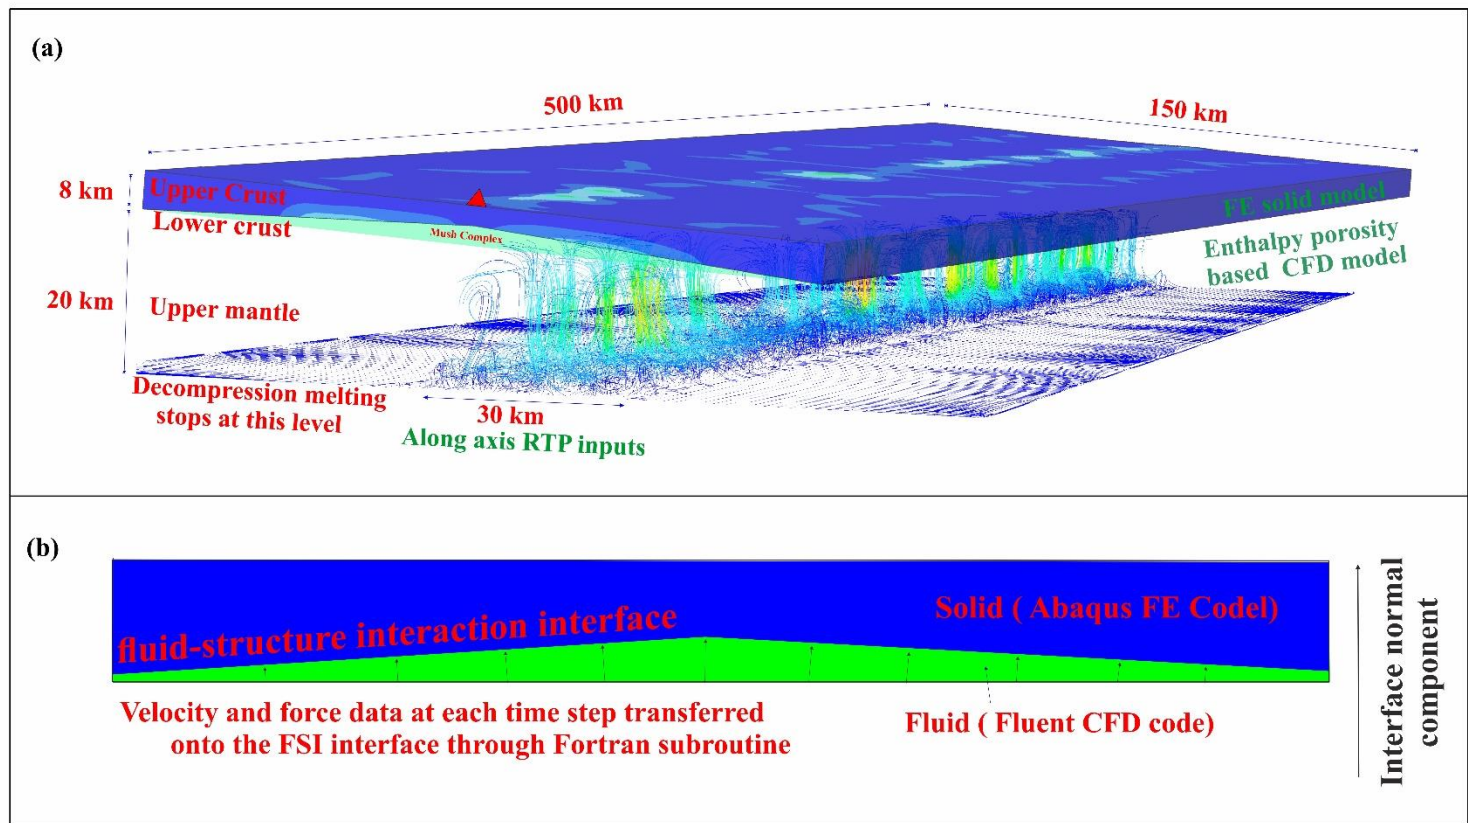 (a)
500 km
150 km
8 km
Upper Crust
FE solid model
Lower crust
Mush Complex
Enthalpy porosity
based CFD model
20 km
Upper mantle
Decompression melting
stops at this level
30 km
Along axis RTP inputs
(b)
Solid ( Abaqus FE Codel)
fluid-structure interaction interface
Velocity and force data at each time step transferred
onto the FSI interface through Fortran subroutine
Fluid ( Fluent CFD code)
Interface normal
component